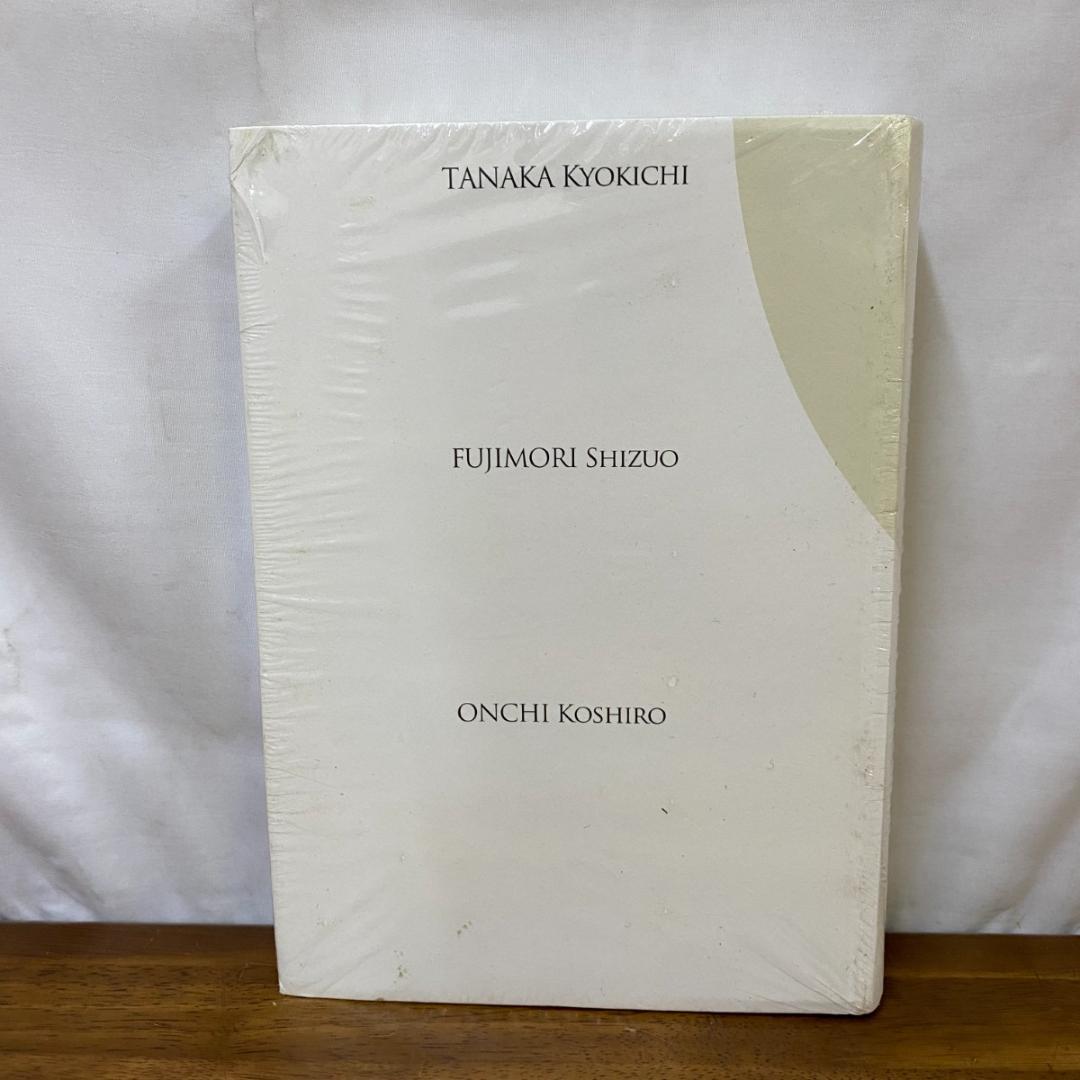 TANAKA KYOKICHI
FUJIMORI SHIZUO
ONCHI KOSHIRO